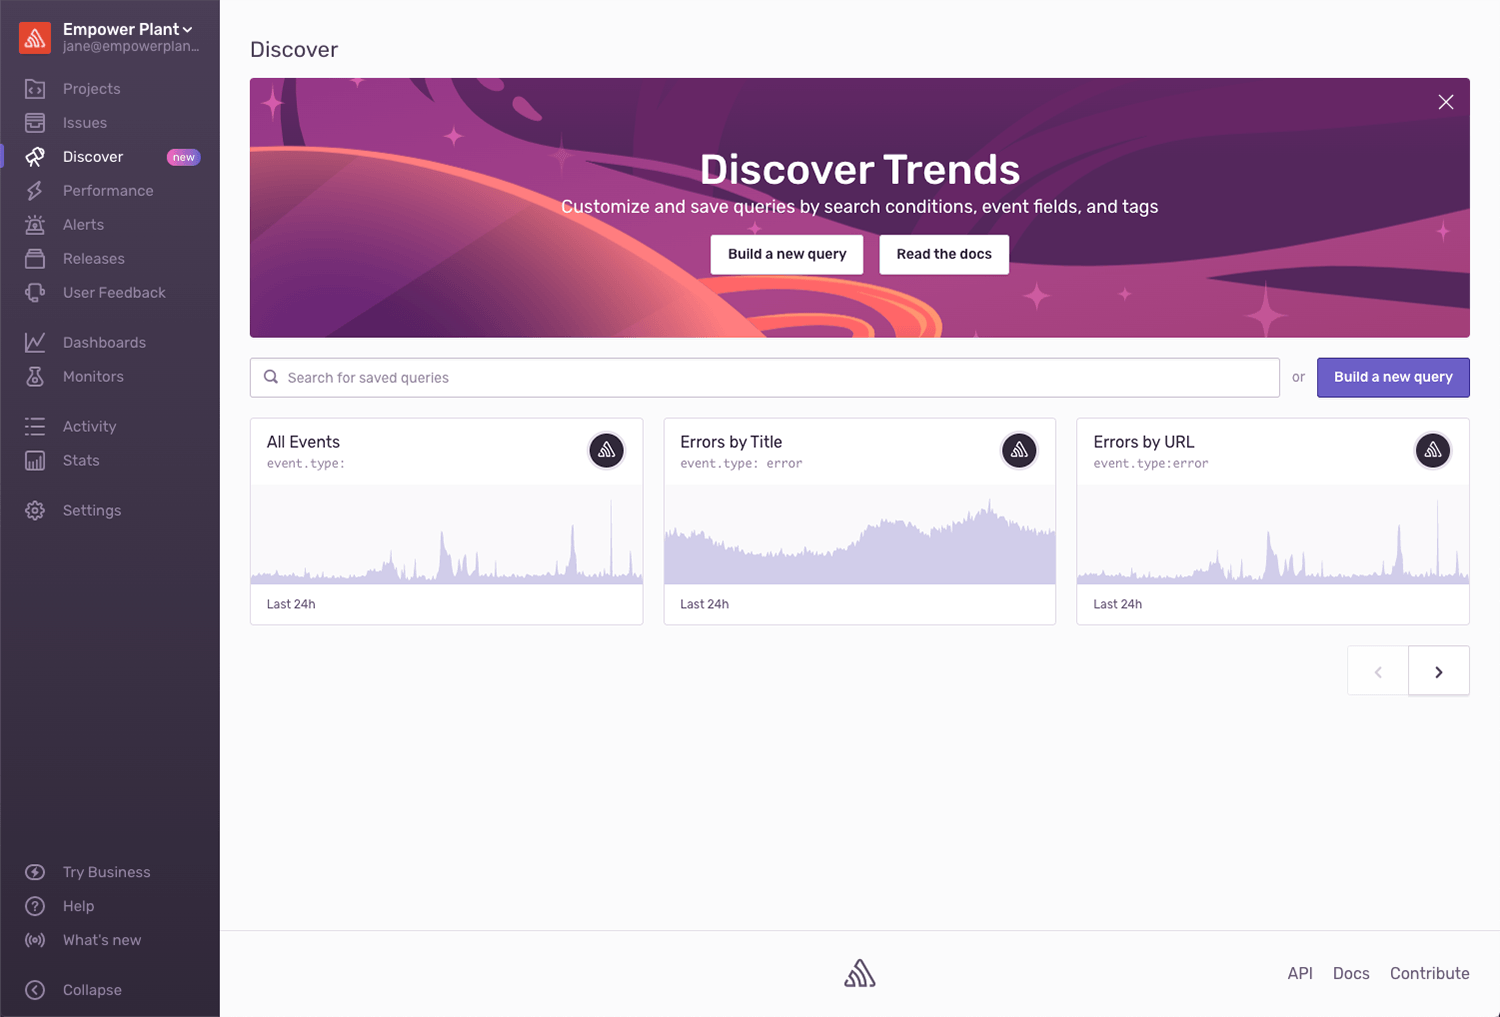 Empower Plant
jane@empowerplan...
Projects
Issues
Discover new
Performance
Alerts
Releases
User Feedback
Dashboards
Monitors
Activity
Stats
Settings
Try Business
Help
What's new
Collapse
Discover
Discover Trends
Customize and save queries by search conditions, event fields, and tags
Build a new query Read the docs
Search for saved queries or Build a new query
All Events
event.type:
Last 24h
Errors by Title
event.type: error
Last 24h
Errors by URL
event.type:error
Last 24h
API Docs Contribute